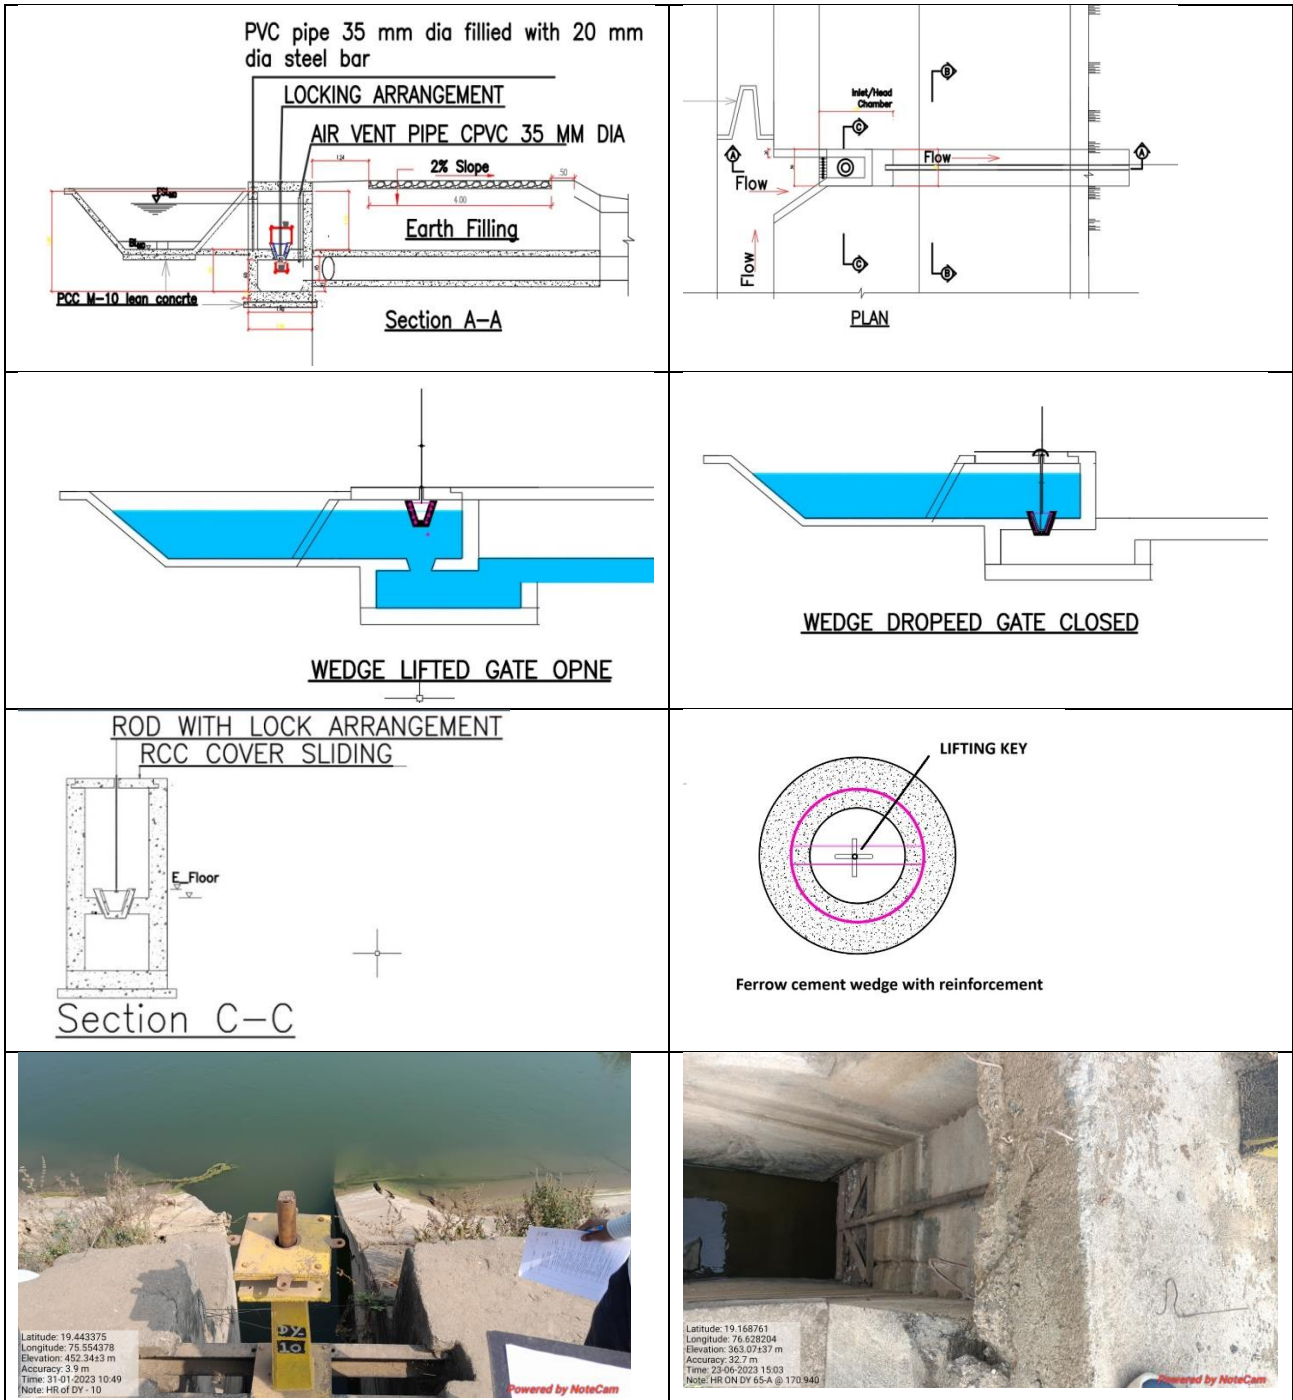 PVC pipe 35 mm dia fillied with 20 mm
dia steel bar
LOCKING ARRANGEMENT
AIR VENT PIPE CPVC 35 MM DIA
2% Slope
.50
4.00
Earth Filling
PCC M-10 lean concrte
Section A-A
Inlet/Head
Chamber
B
C
A
A
Flow
Flow
Flow
C
B
PLAN
WEDGE LIFTED GATE OPNE
WEDGE DROPEED GATE CLOSED
ROD WITH LOCK ARRANGEMENT
RCC COVER SLIDING
E_Floor
Section C-C
LIFTING KEY
Ferrow cement wedge with reinforcement
DY-
10
Latitude: 19.443375
Longitude: 75.554378
Elevation: 452.34±3 m
Accuracy: 3.9 m
Time: 31-01-2023 10:49
Note: HR of DY - 10
Powered by NoteCam
Latitude: 19.168761
Longitude: 76.628204
Elevation: 363.07±37 m
Accuracy: 32.7 m
Time: 23-06-2023 15:03
Note: HR ON DY 65-A @ 170.940
Powered by NoteCam